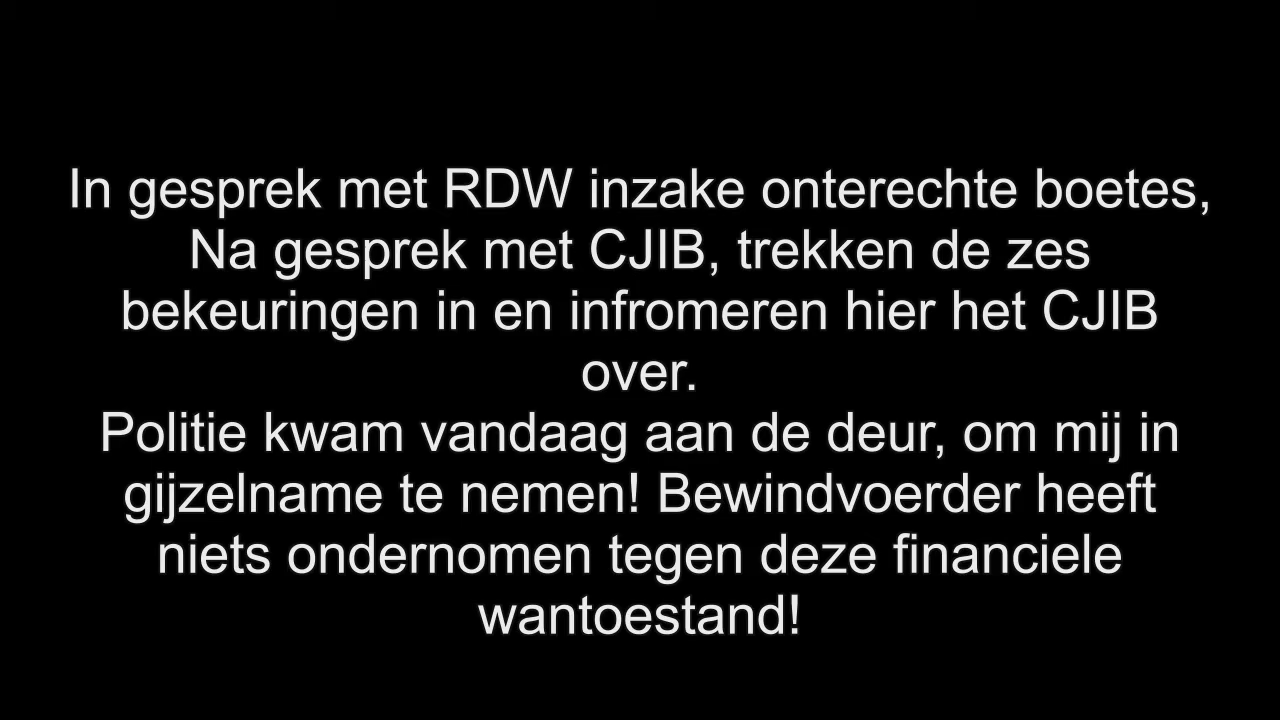 In gesprek met RDW inzake onterechte boetes,
Na gesprek met CJIB, trekken de zes
bekeuringen in en infromeren hier het CJIB
over.
Politie kwam vandaag aan de deur, om mij in
gijzelname te nemen! Bewindvoerder heeft
niets ondernomen tegen deze financiele
wantoestand!